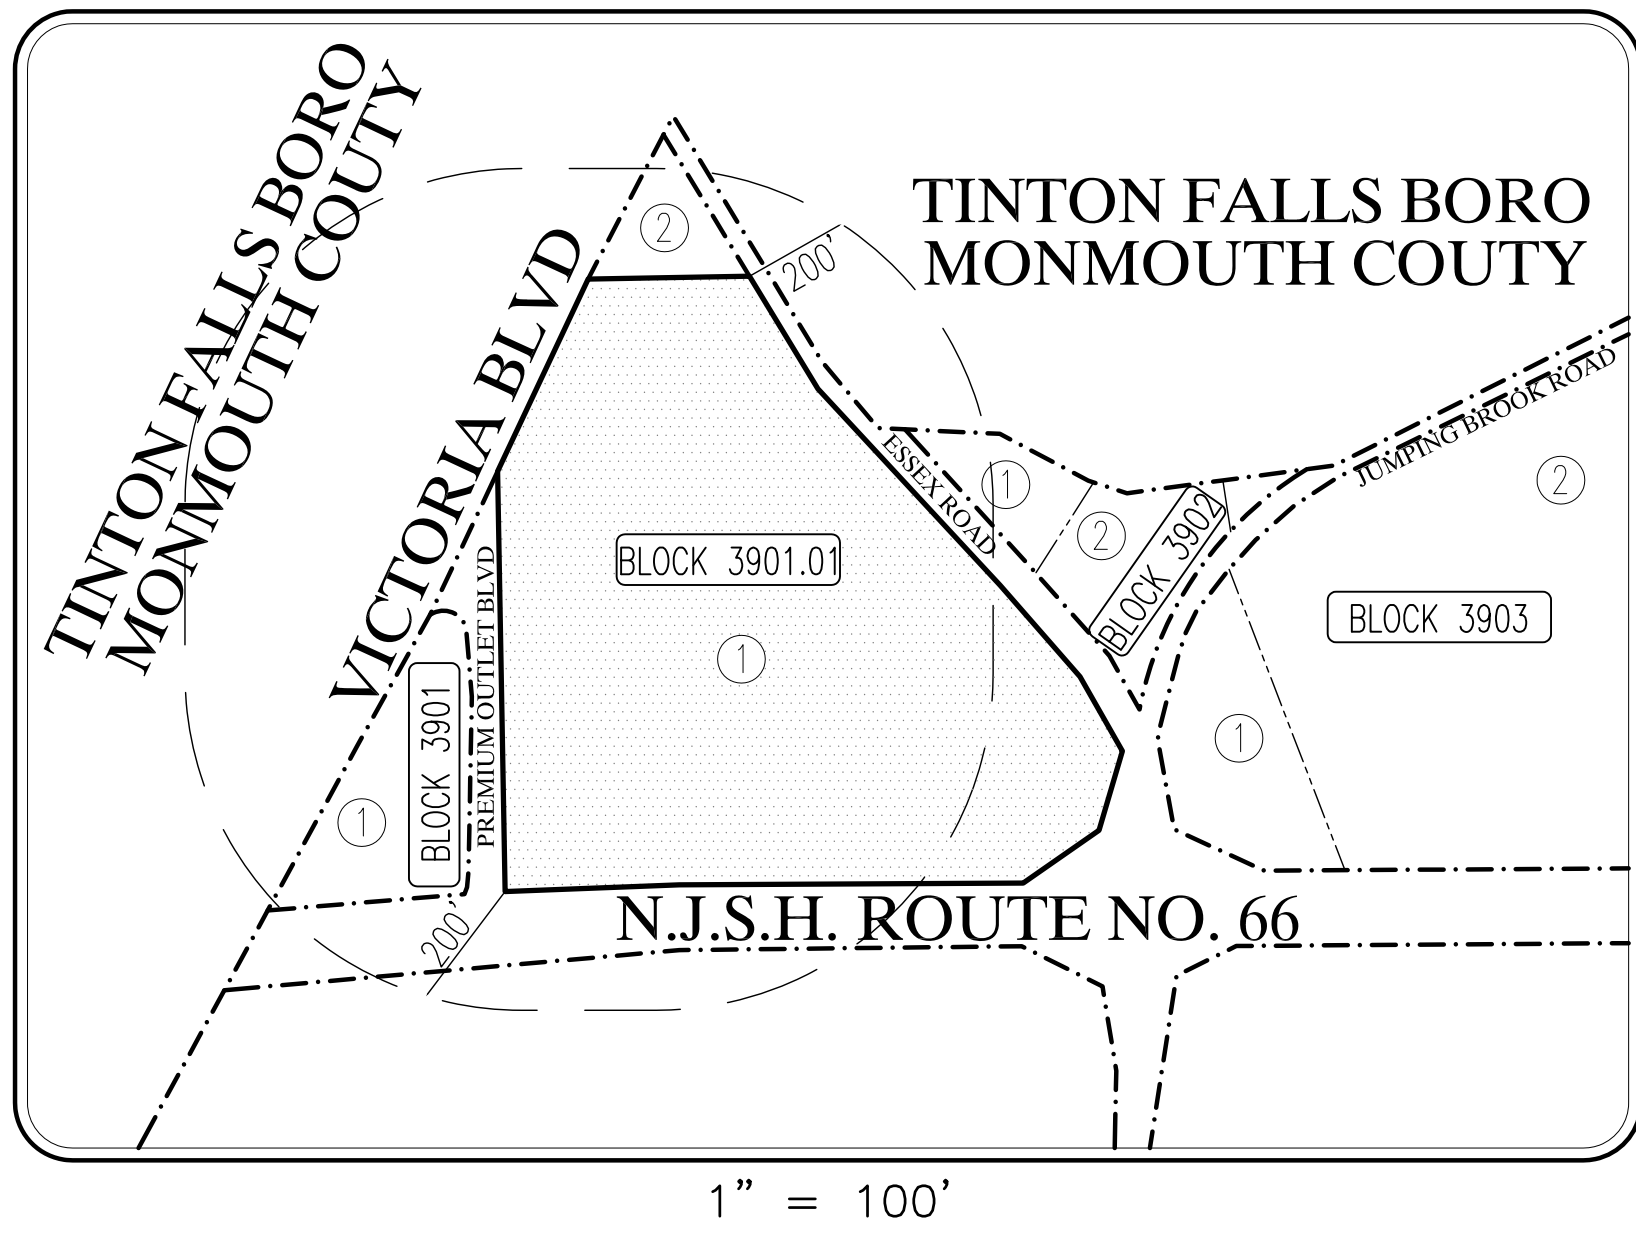 TINTON FALLS BORO
MONMOUTH COUTY
TINTON FALLS BORO
MONMOUTH COUTY
2
200'
VICTORIA BLVD
JUMPING BROOK ROAD
ESSEX ROAD
1
2
2
BLOCK 3902
BLOCK 3901.01
BLOCK 3903
PREMIUM OUTLET BLVD
1
1
BLOCK 3901
1
200'
N.J.S.H. ROUTE NO. 66
1" = 100'